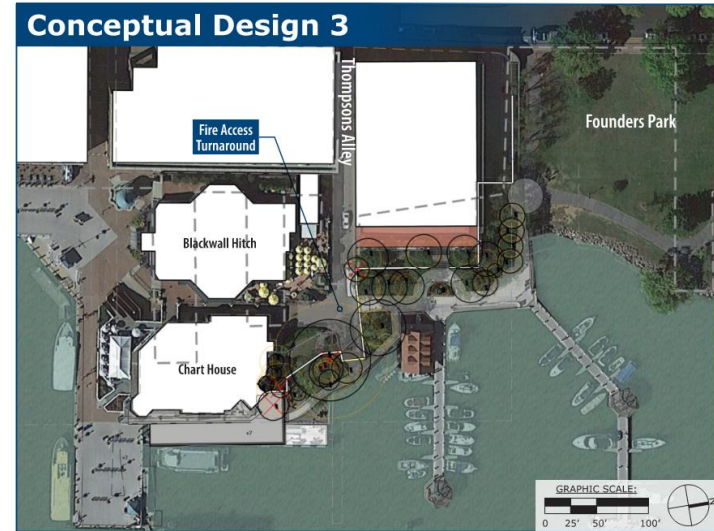 Conceptual Design 3
Thompsons Alley
Founders Park
Fire Access
Turnaround
Blackwall Hitch
Chart House
GRAPHIC SCALE:
0 25' 50' 100'